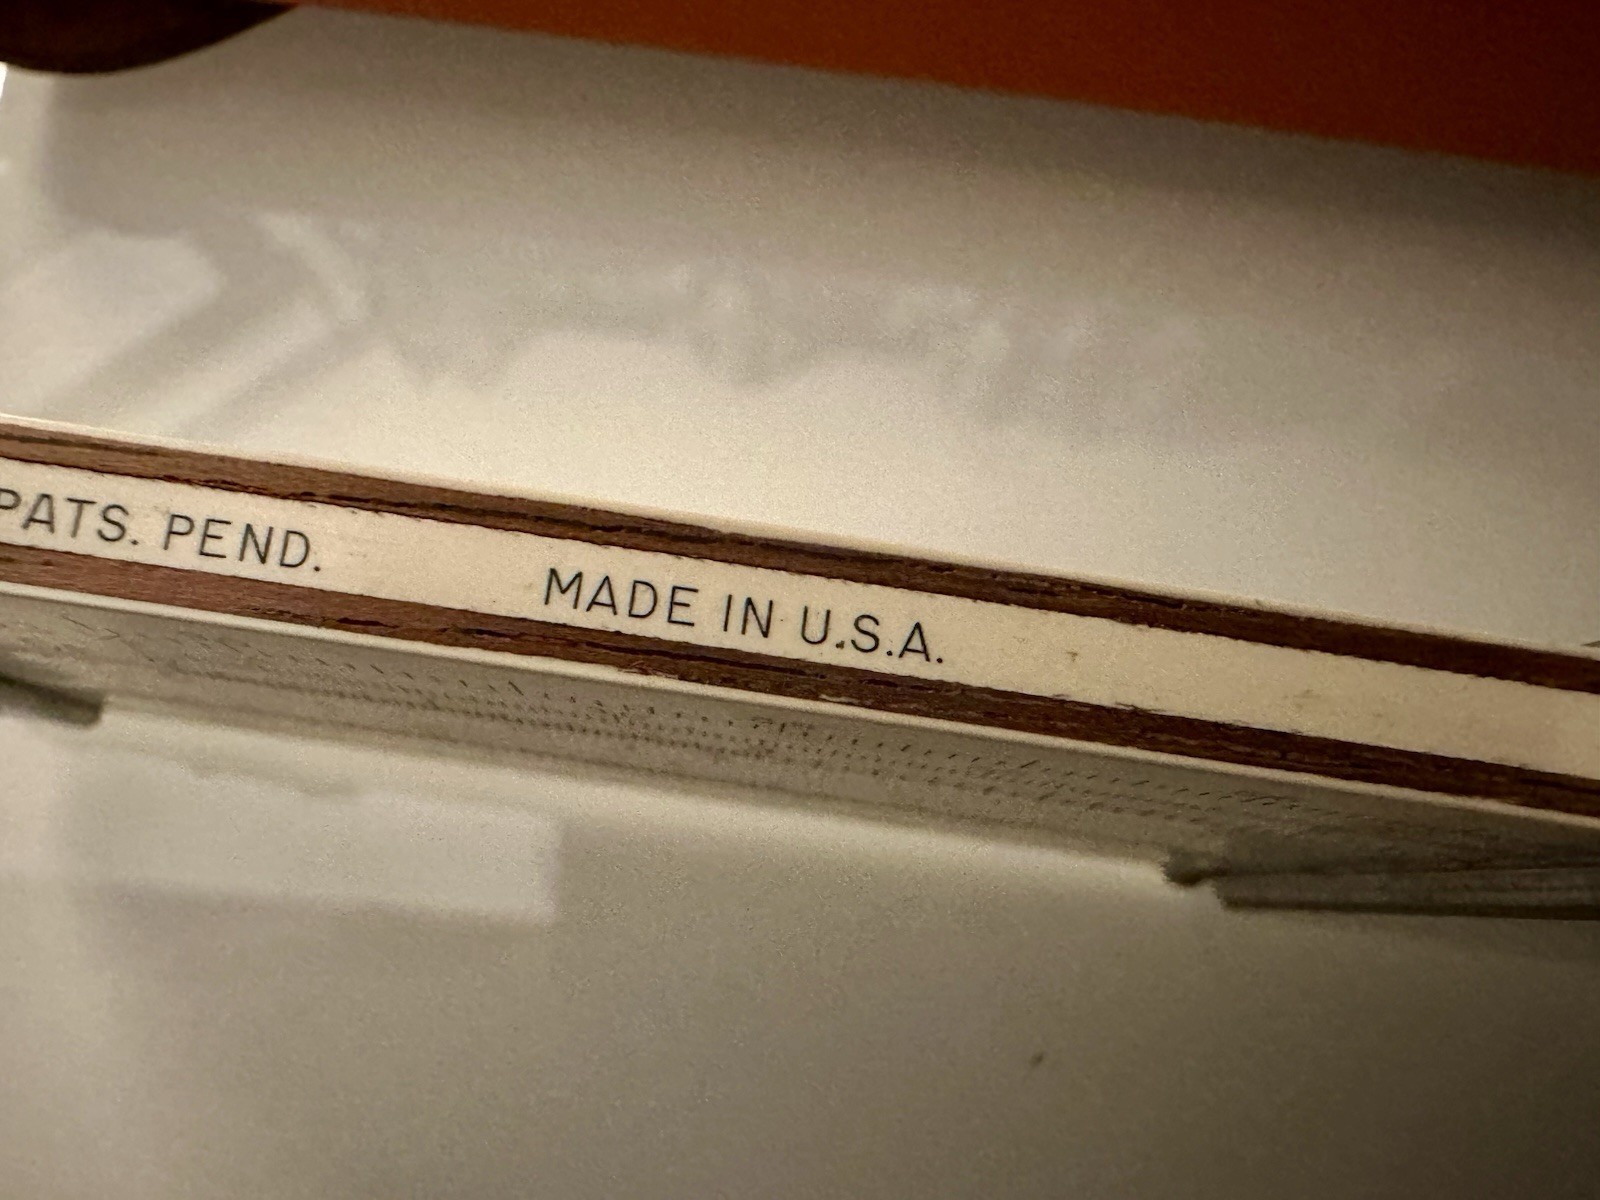 PATS. PEND. MADE IN U.S.A.